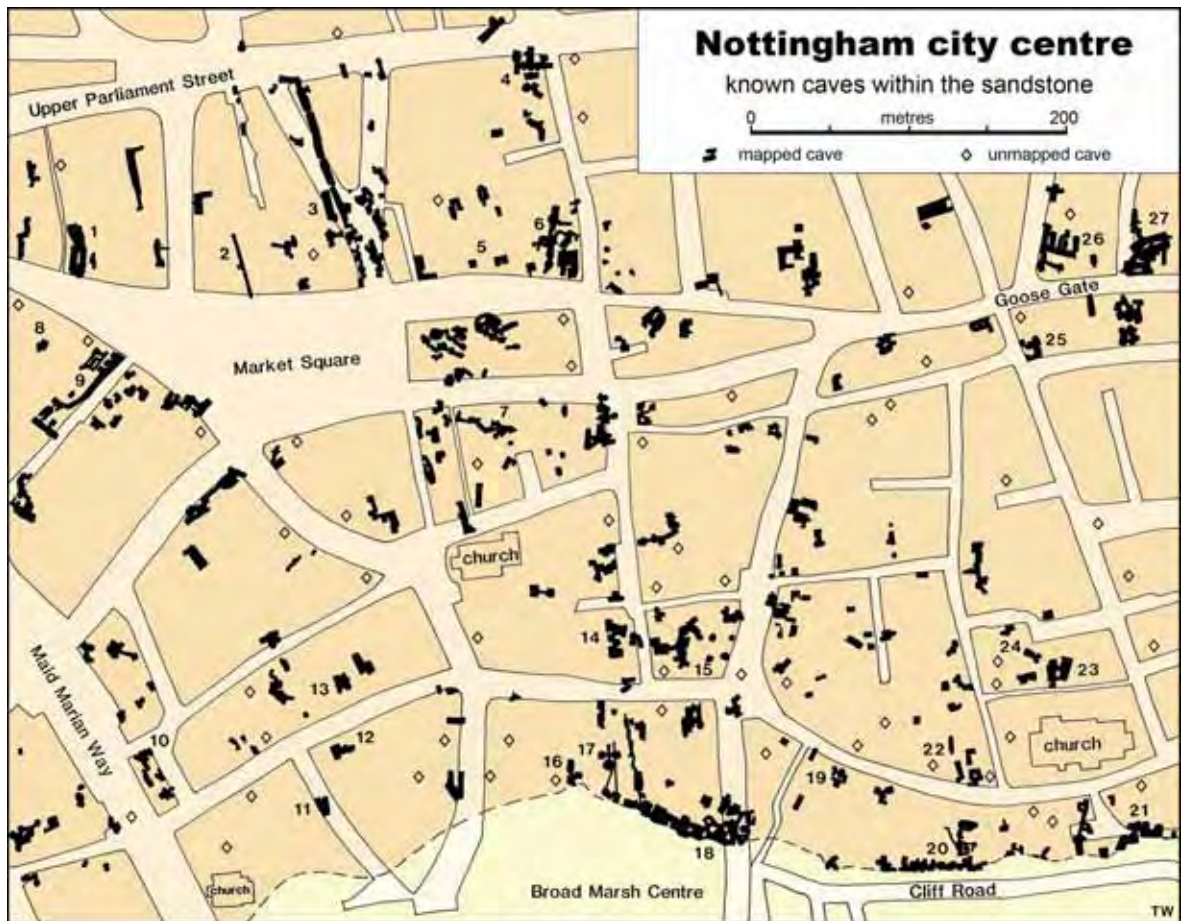 Nottingham city centre
known caves within the sandstone
metres
0 200
mapped cave unmapped cave
Upper Parliament Street
4
1
2
3
5
6
26
27
Goose Gate
8
9
Market Square
25
7
church
14
15
24
23
Maid Marian Way
13
10
12
11
16
17
18
19
22
church
20
21
church
Broad Marsh Centre
Cliff Road
TW